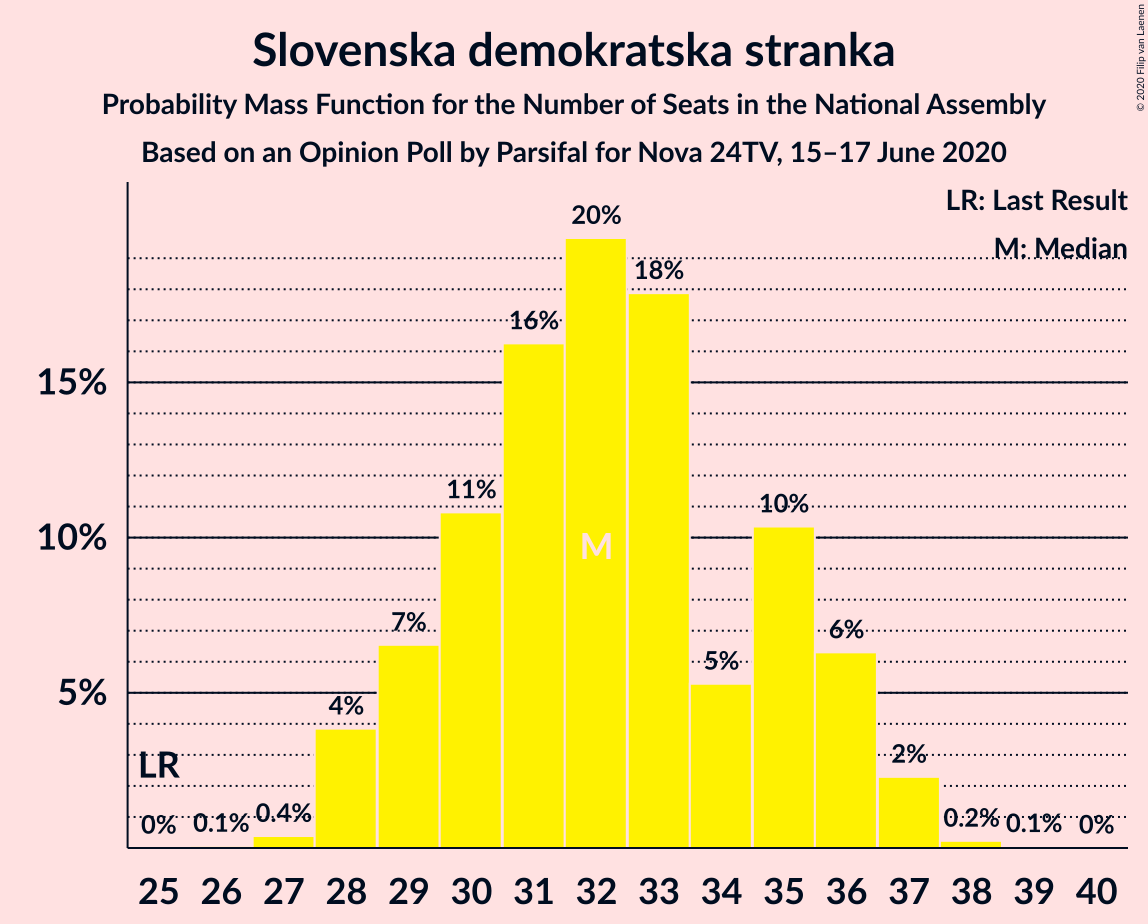 Slovenska demokratska stranka
Probability Mass Function for the Number of Seats in the National Assembly
Based on an Opinion Poll by Parsifal for Nova 24TV, 15–17 June 2020
© 2020 Filip van Laenen
LR: Last Result
M: Median
15%
10%
5%
LR
M
0% 0.1% 0.4% 4% 7% 11% 16% 20% 18% 5% 10% 6% 2% 0.2% 0.1% 0%
25 26 27 28 29 30 31 32 33 34 35 36 37 38 39 40